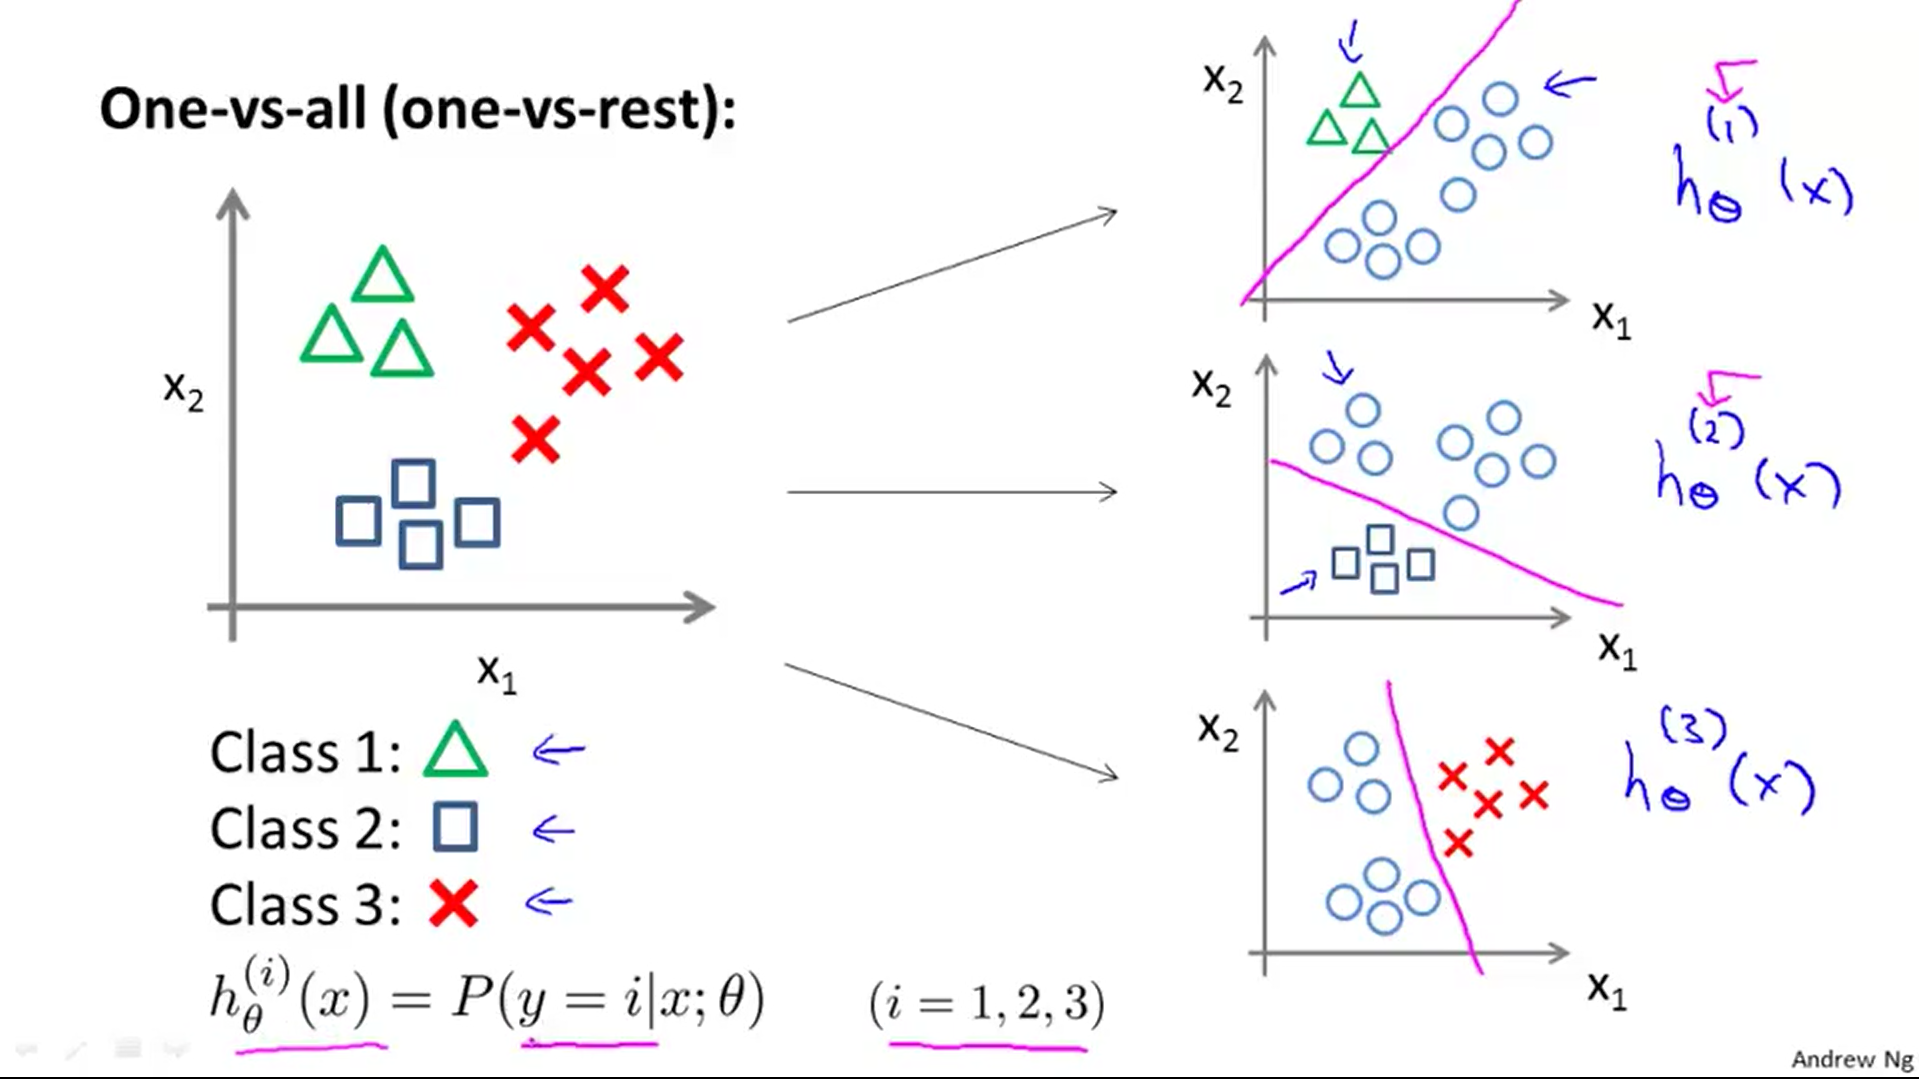 One-vs-all (one-vs-rest):
x₂
x₁
Class 1:
Class 2:
Class 3:
h_θ^(i)(x) = P(y = i|x; θ)    (i = 1, 2, 3)
x₂
x₁
h_θ^(1)(x)
x₂
x₁
h_θ^(2)(x)
x₂
x₁
h_θ^(3)(x)
Andrew Ng